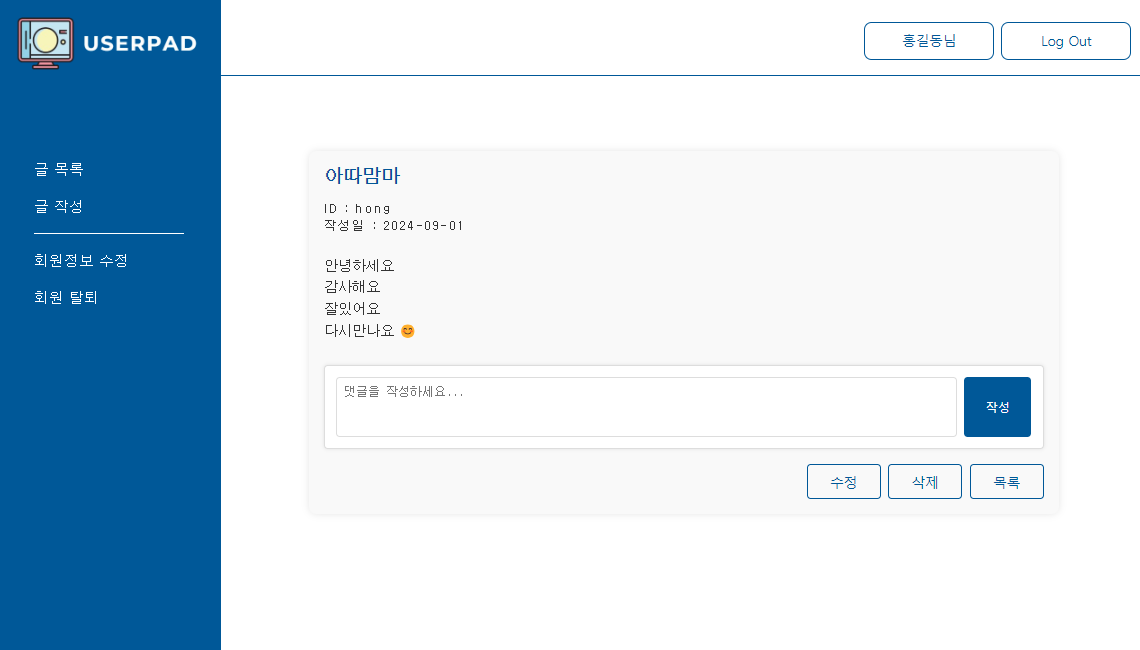 USERPAD
홍길동님
Log Out
글 목록
글 작성
회원정보 수정
회원 탈퇴
아따맘마
ID : hong
작성일 : 2024-09-01
안녕하세요
감사해요
잘있어요
다시만나요 😊
댓글을 작성하세요...
작성
수정
삭제
목록